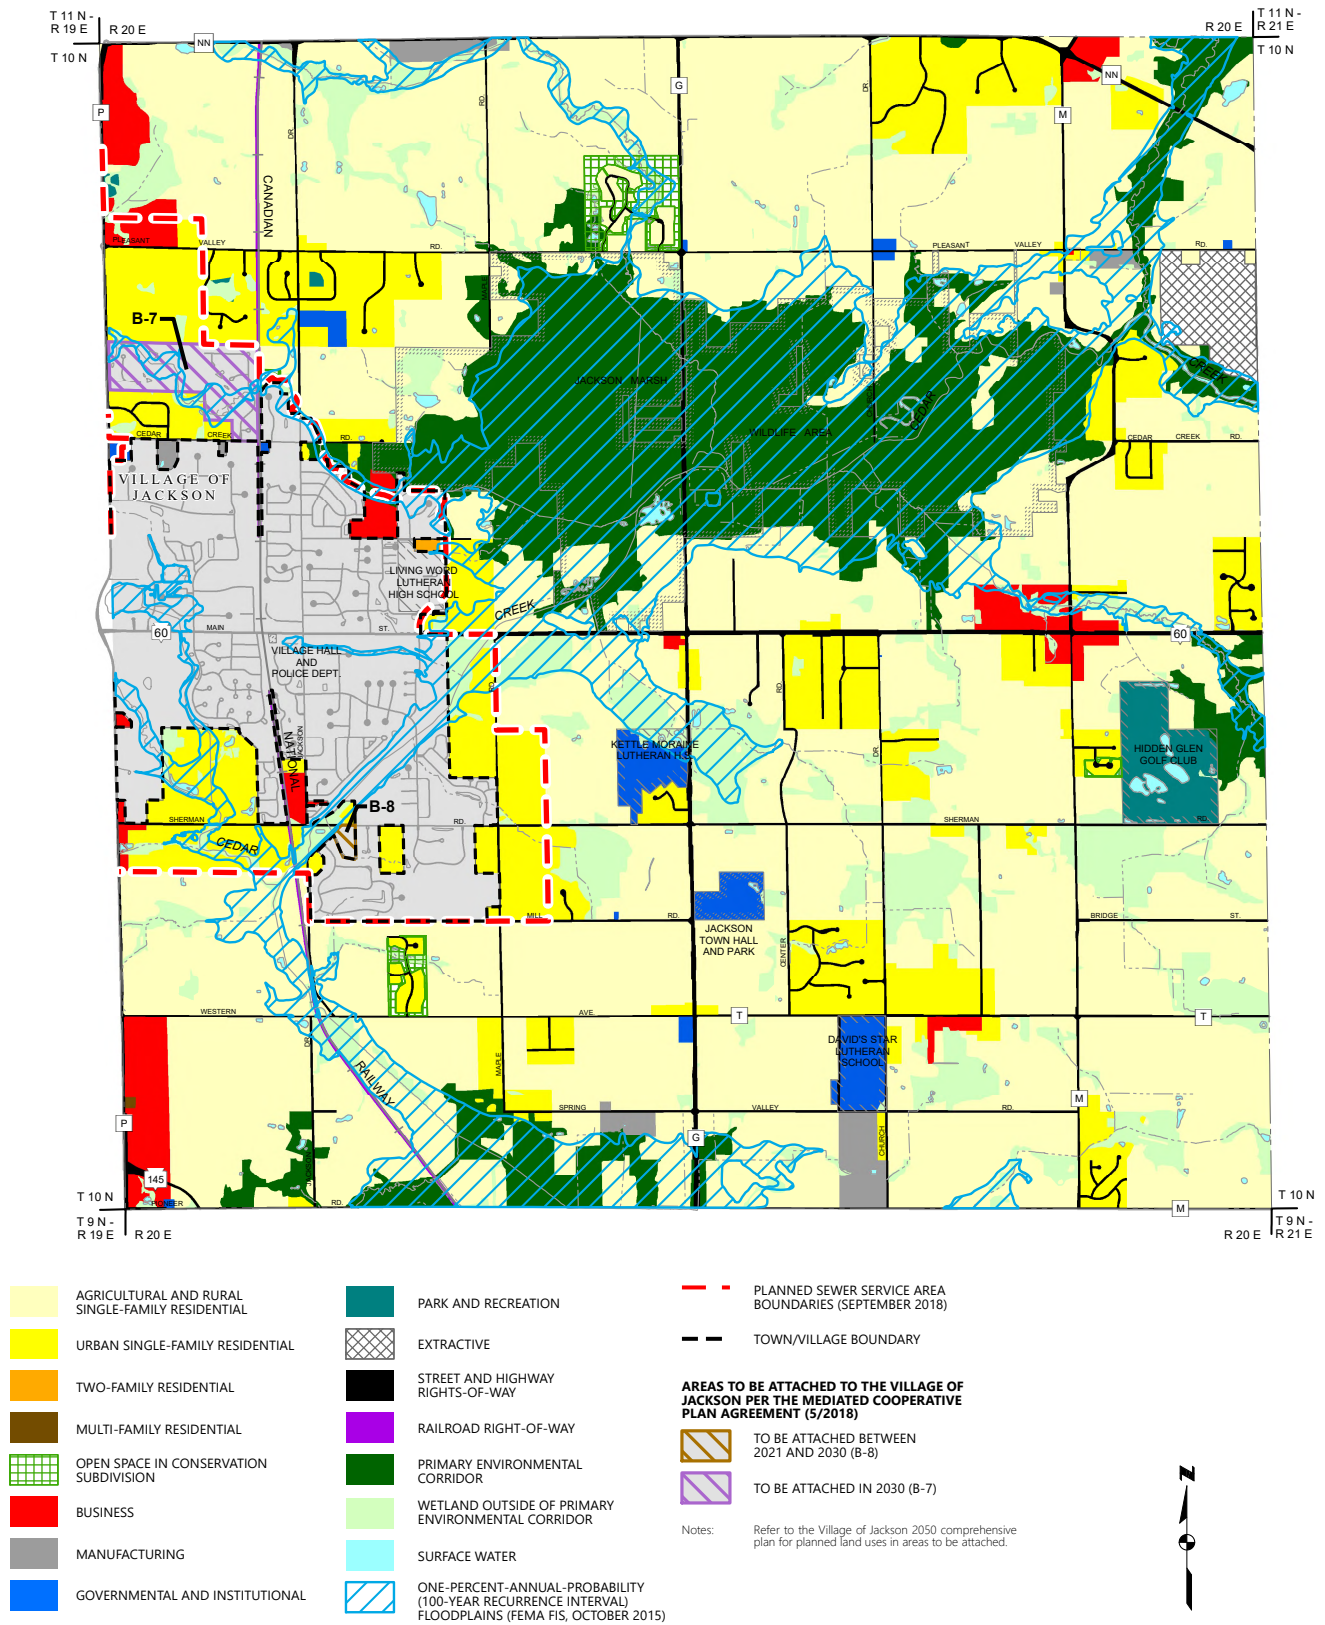 T 11 N -
R 19 E
R 20 E
T 10 N
NN
T 11 N -
R 20 E
R 21 E
T 10 N
P
G
M
NN
DR.
RD.
DR.
CANADIAN
PLEASANT
VALLEY
RD.
PLEASANT
VALLEY
RD.
MAPLE
B-7
JACKSON MARSH
WILDLIFE AREA
CEDAR
CREEK
CEDAR
CREEK
RD.
CEDAR
CREEK
RD.
VILLAGE OF
JACKSON
LIVING WORD
LUTHERAN
HIGH SCHOOL
CREEK
60
MAIN
ST.
60
VILLAGE HALL
AND
POLICE DEPT.
RD.
RD.
DR.
NATIONAL
JACKSON
KETTLE MORAINE
LUTHERAN H.S.
HIDDEN GLEN
GOLF CLUB
B-8
SHERMAN
RD.
SHERMAN
RD.
CEDAR
MILL
RD.
BRIDGE
ST.
JACKSON
TOWN HALL
AND PARK
CENTER
WESTERN
AVE.
T
T
DR.
RAILWAY
MAPLE
DAVID'S STAR
LUTHERAN
SCHOOL
SPRING
VALLEY
RD.
M
P
G
CHURCH
JACKSON
145
PIONEER
RD.
M
T 10 N
T 9 N -
R 19 E
R 20 E
T 10 N
T 9 N -
R 20 E
R 21 E
AGRICULTURAL AND RURAL
SINGLE-FAMILY RESIDENTIAL
URBAN SINGLE-FAMILY RESIDENTIAL
TWO-FAMILY RESIDENTIAL
MULTI-FAMILY RESIDENTIAL
OPEN SPACE IN CONSERVATION
SUBDIVISION
BUSINESS
MANUFACTURING
GOVERNMENTAL AND INSTITUTIONAL
PARK AND RECREATION
EXTRACTIVE
STREET AND HIGHWAY
RIGHTS-OF-WAY
RAILROAD RIGHT-OF-WAY
PRIMARY ENVIRONMENTAL
CORRIDOR
WETLAND OUTSIDE OF PRIMARY
ENVIRONMENTAL CORRIDOR
SURFACE WATER
ONE-PERCENT-ANNUAL-PROBABILITY
(100-YEAR RECURRENCE INTERVAL)
FLOODPLAINS (FEMA FIS, OCTOBER 2015)
PLANNED SEWER SERVICE AREA
BOUNDARIES (SEPTEMBER 2018)
TOWN/VILLAGE BOUNDARY
AREAS TO BE ATTACHED TO THE VILLAGE OF
JACKSON PER THE MEDIATED COOPERATIVE
PLAN AGREEMENT (5/2018)
TO BE ATTACHED BETWEEN
2021 AND 2030 (B-8)
TO BE ATTACHED IN 2030 (B-7)
Notes:
Refer to the Village of Jackson 2050 comprehensive
plan for planned land uses in areas to be attached.
N